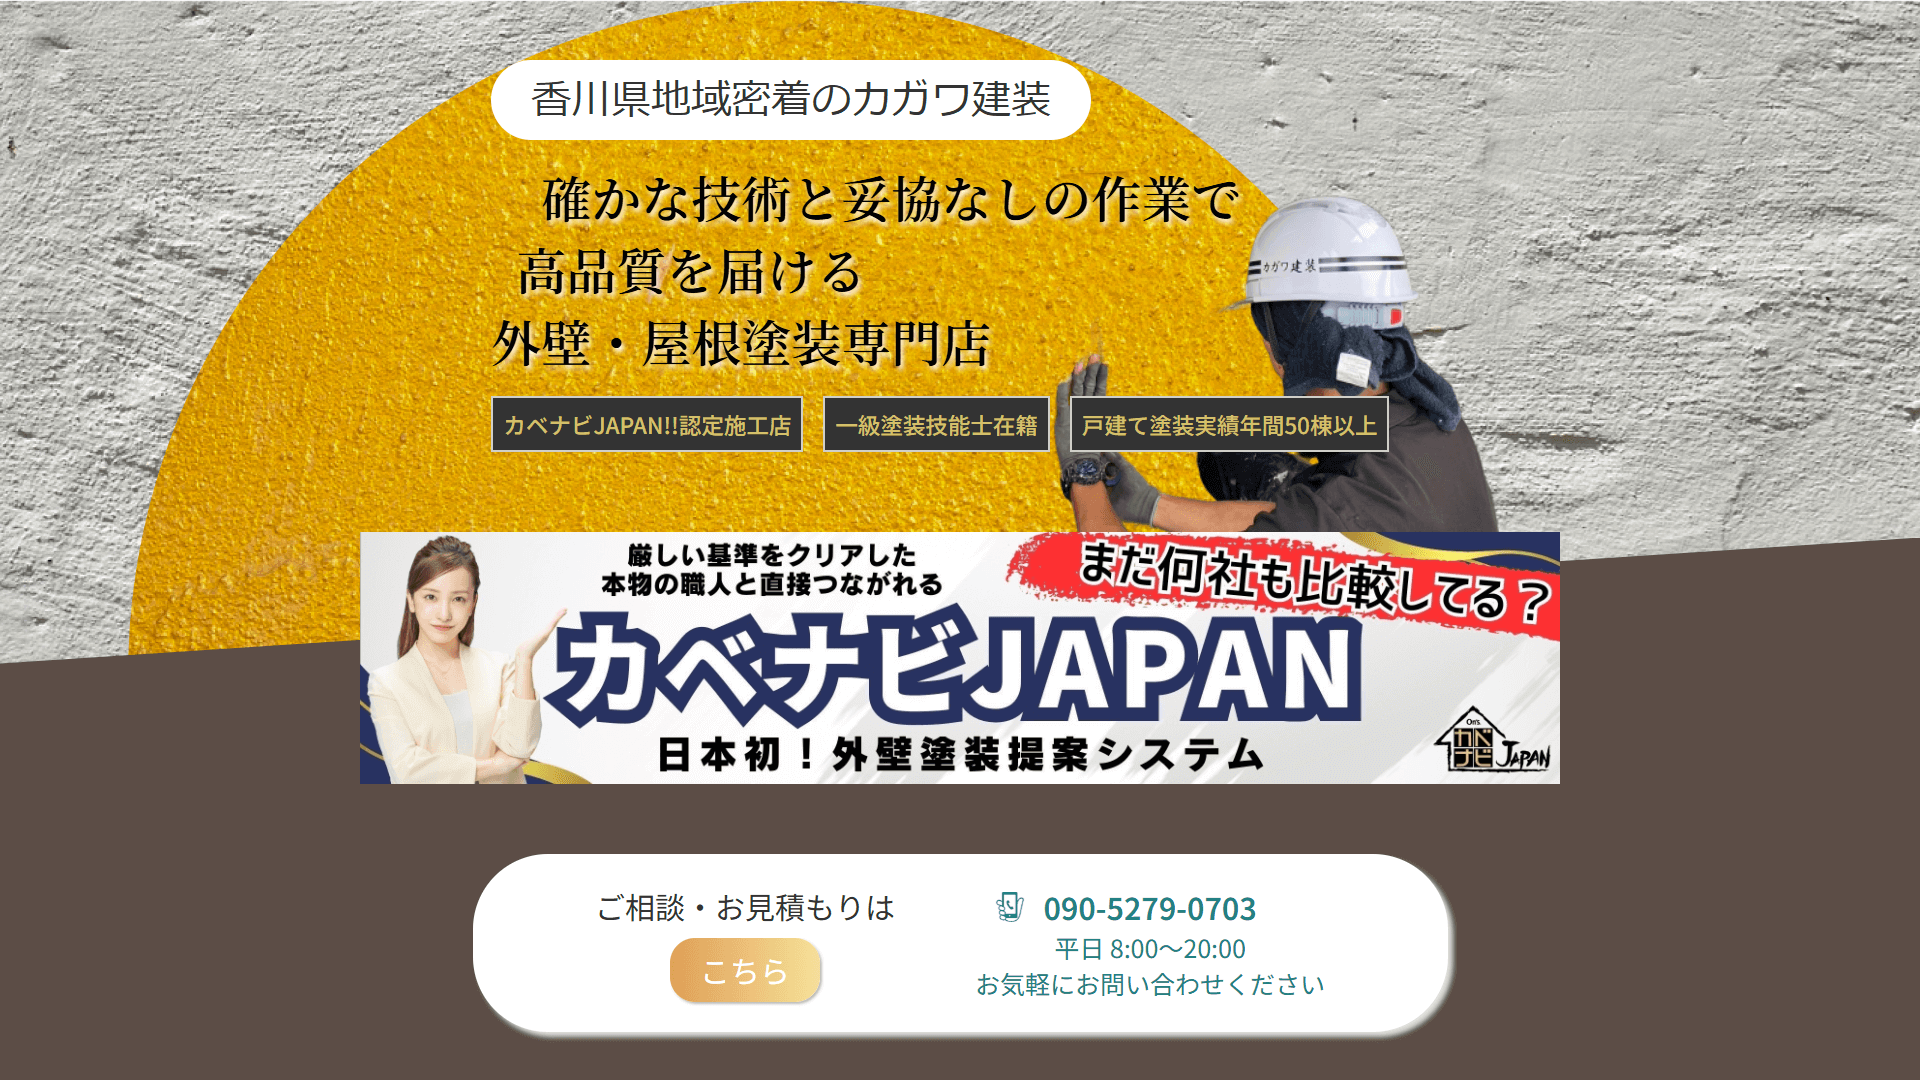 香川県地域密着のカガワ建装
確かな技術と妥協なしの作業で
高品質を届ける
外壁・屋根塗装専門店
カガワ建装
カベナビJAPAN!!認定施工店
一級塗装技能士在籍
戸建て塗装実績年間50棟以上
厳しい基準をクリアした
本物の職人と直接つながれる
まだ何社も比較してる？
カベナビJAPAN
日本初！外壁塗装提案システム
On's
カベ
ナビ JAPAN
ご相談・お見積もりは
こちら
090-5279-0703
平日 8:00～20:00
お気軽にお問い合わせください